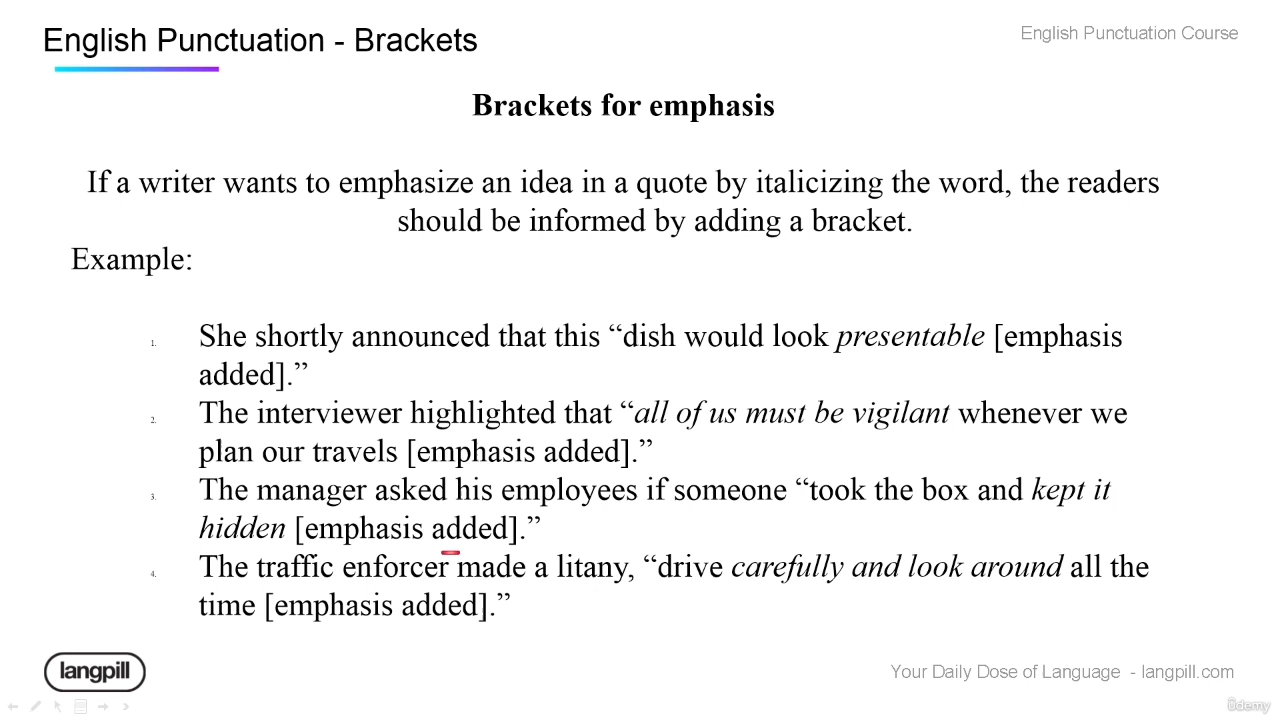 English Punctuation - Brackets
English Punctuation Course
Brackets for emphasis
If a writer wants to emphasize an idea in a quote by italicizing the word, the readers
should be informed by adding a bracket.
Example:
1. She shortly announced that this “dish would look presentable [emphasis
added].”
2. The interviewer highlighted that “all of us must be vigilant whenever we
plan our travels [emphasis added].”
3. The manager asked his employees if someone “took the box and kept it
hidden [emphasis added].”
4. The traffic enforcer made a litany, “drive carefully and look around all the
time [emphasis added].”
langpill
Your Daily Dose of Language - langpill.com
ûdemy